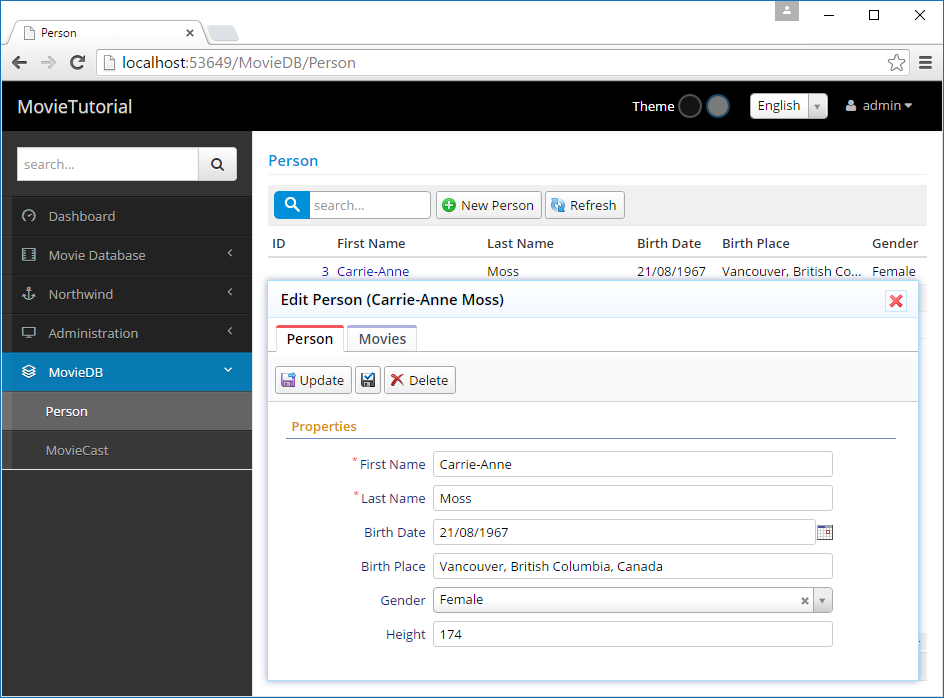 Person
localhost:53649/MovieDB/Person
MovieTutorial
Theme
English
admin
search...
Dashboard
Movie Database
Northwind
Administration
MovieDB
Person
MovieCast
Person
search...
New Person
Refresh
ID First Name Last Name Birth Date Birth Place Gender
3 Carrie-Anne Moss 21/08/1967 Vancouver, British Co... Female
Edit Person (Carrie-Anne Moss)
Person Movies
Update Delete
Properties
* First Name Carrie-Anne
* Last Name Moss
Birth Date 21/08/1967
Birth Place Vancouver, British Columbia, Canada
Gender Female
Height 174